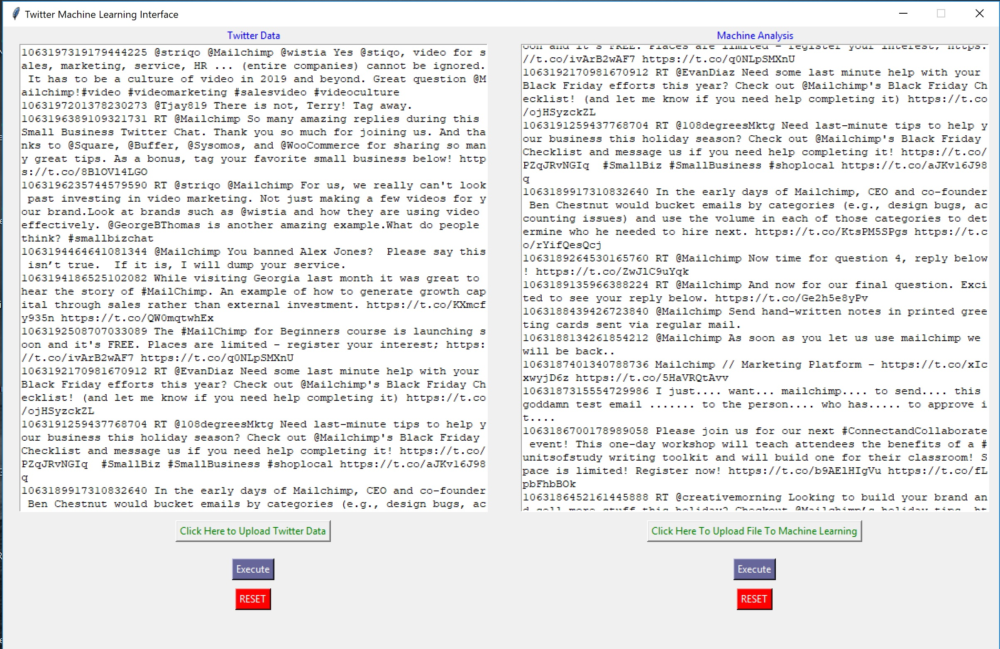 Twitter Machine Learning Interface
Twitter Data
1063197319179444225 @striqo @Mailchimp @wistia Yes @stiqo, video for s
ales, marketing, service, HR ... (entire companies) cannot be ignored.
 It has to be a culture of video in 2019 and beyond. Great question @M
ailchimp!#video #videomarketing #salesvideo #videoculture
1063197201378230273 @Tjay819 There is not, Terry! Tag away.
1063196389109321731 RT @Mailchimp So many amazing replies during this
Small Business Twitter Chat. Thank you so much for joining us. And tha
nks to @Square, @Buffer, @Sysomos, and @WooCommerce for sharing so man
y great tips. As a bonus, tag your favorite small business below! http
s://t.co/8BlOVl4LGO
1063196235744579590 RT @striqo @Mailchimp For us, we really can't look
 past investing in video marketing. Not just making a few videos for y
our brand.Look at brands such as @wistia and how they are using video
effectively. @GeorgeBThomas is another amazing example.What do people
think? #smallbizchat
1063194464641081344 @Mailchimp You banned Alex Jones?  Please say this
 isn’t true.  If it is, I will dump your service.
1063194186525102082 While visiting Georgia last month it was great to
hear the story of #MailChimp. An example of how to generate growth cap
ital through sales rather than external investment. https://t.co/KXmcf
y935n https://t.co/QW0mqtwhEx
1063192508707033089 The #MailChimp for Beginners course is launching s
oon and it's FREE. Places are limited - register your interest; https:
//t.co/ivArB2wAF7 https://t.co/q0NLpSMXnU
1063192170981670912 RT @EvanDiaz Need some last minute help with your
Black Friday efforts this year? Check out @Mailchimp's Black Friday Ch
ecklist! (and let me know if you need help completing it) https://t.co
/ojHSyzckZL
1063191259437768704 RT @108degreesMktg Need last-minute tips to help y
our business this holiday season? Check out @Mailchimp's Black Friday
Checklist and message us if you need help completing it! https://t.co/
PZqJRvNGIq  #SmallBiz #SmallBusiness #shoplocal https://t.co/aJKvl6J98
q
1063189917310832640 In the early days of Mailchimp, CEO and co-founder
 Ben Chestnut would bucket emails by categories (e.g., design bugs, ac
Click Here to Upload Twitter Data
Execute
RESET
Machine Analysis
oon and it's FREE. Places are limited - register your interest; https:
//t.co/ivArB2wAF7 https://t.co/q0NLpSMXnU
1063192170981670912 RT @EvanDiaz Need some last minute help with your
Black Friday efforts this year? Check out @Mailchimp's Black Friday Ch
ecklist! (and let me know if you need help completing it) https://t.co
/ojHSyzckZL
1063191259437768704 RT @108degreesMktg Need last-minute tips to help y
our business this holiday season? Check out @Mailchimp's Black Friday
Checklist and message us if you need help completing it! https://t.co/
PZqJRvNGIq  #SmallBiz #SmallBusiness #shoplocal https://t.co/aJKvl6J98
q
1063189917310832640 In the early days of Mailchimp, CEO and co-founder
 Ben Chestnut would bucket emails by categories (e.g., design bugs, ac
counting issues) and use the volume in each of those categories to det
ermine who he needed to hire next. https://t.co/KtsPM5SPgs https://t.c
o/rYifQesQcj
1063189264530165760 RT @Mailchimp Now time for question 4, reply below
! https://t.co/ZwJlC9uYqk
1063189135966388224 RT @Mailchimp And now for our final question. Exci
ted to see your reply below. https://t.co/Ge2h5e8yPv
1063188439426723840 @Mailchimp Send hand-written notes in printed gree
ting cards sent via regular mail.
1063188134261854212 @Mailchimp As soon as you let us use mailchimp we
will be back..
1063187401340788736 Mailchimp // Marketing Platform - https://t.co/xIc
xwyjD6z https://t.co/5HaVRQtAvv
1063187315554729986 I just.... want... mailchimp.... to send.... this
goddamn test email ....... to the person.... who has..... to approve i
t....
1063186700178989058 Please join us for our next #ConnectandCollaborate
 event! This one-day workshop will teach attendees the benefits of a #
unitsofstudy writing toolkit and will build one for their classroom! S
pace is limited! Register now! https://t.co/b9AElHIgVu https://t.co/fL
pbFhbBOk
1063186452161445888 RT @creativemorning Looking to build your brand an
d sell more stuff this holiday? Checkout @Mailchimp’s holiday tips. ht
Click Here To Upload File To Machine Learning
Execute
RESET